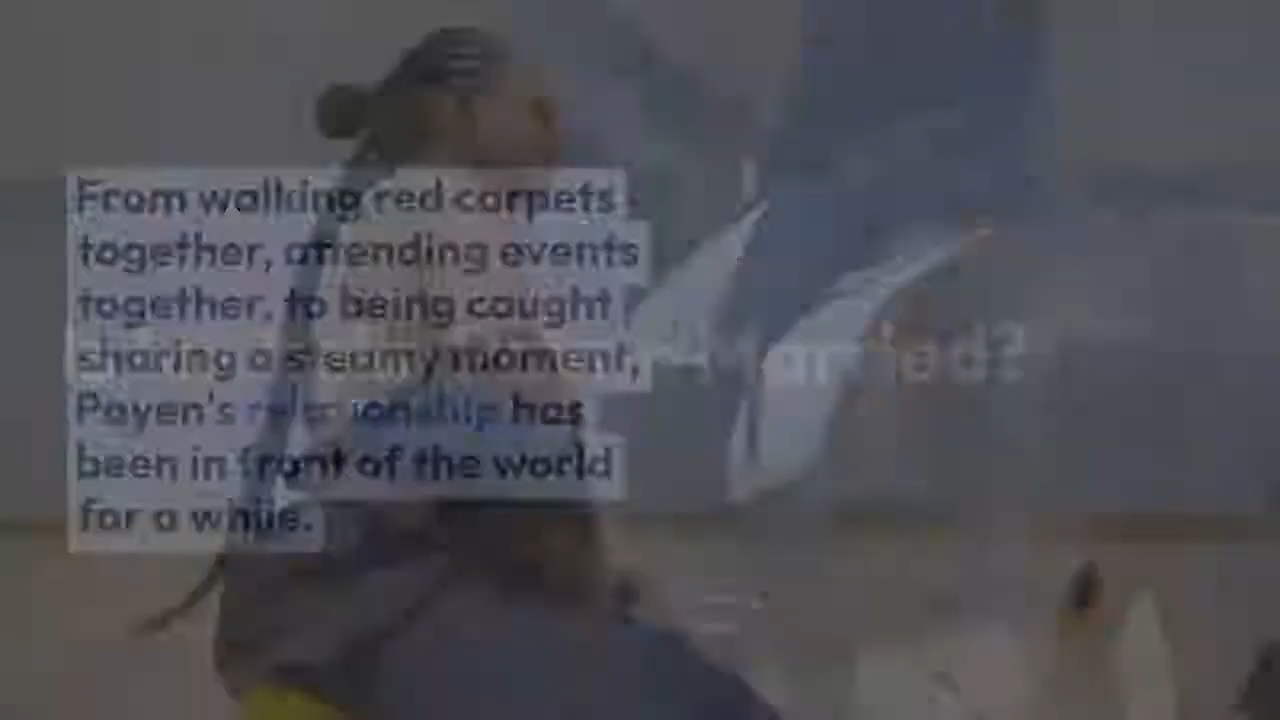 From walking red carpets
together, attending events
together, to being caught
sharing a steamy moment,
Payen's relationship has
been in front of the world
for a while.